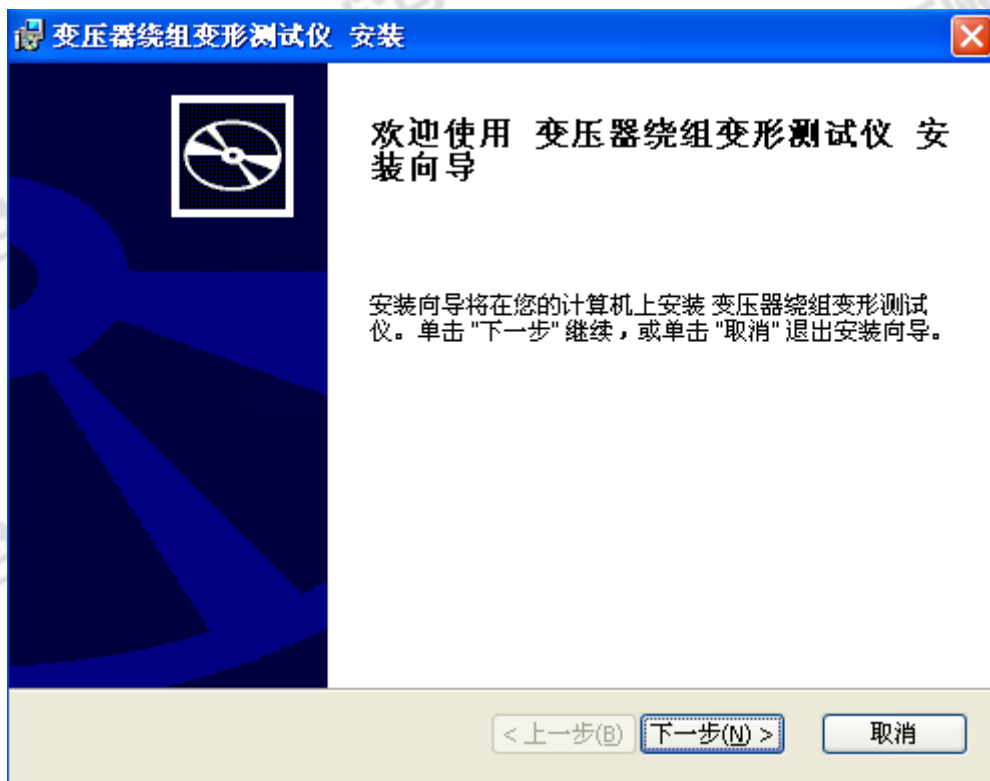 变压器绕组变形测试仪 安装
欢迎使用 变压器绕组变形测试仪 安
装向导
安装向导将在您的计算机上安装 变压器绕组变形测试
仪。单击 "下一步" 继续，或单击 "取消" 退出安装向导。
< 上一步(B) 下一步(N) > 取消